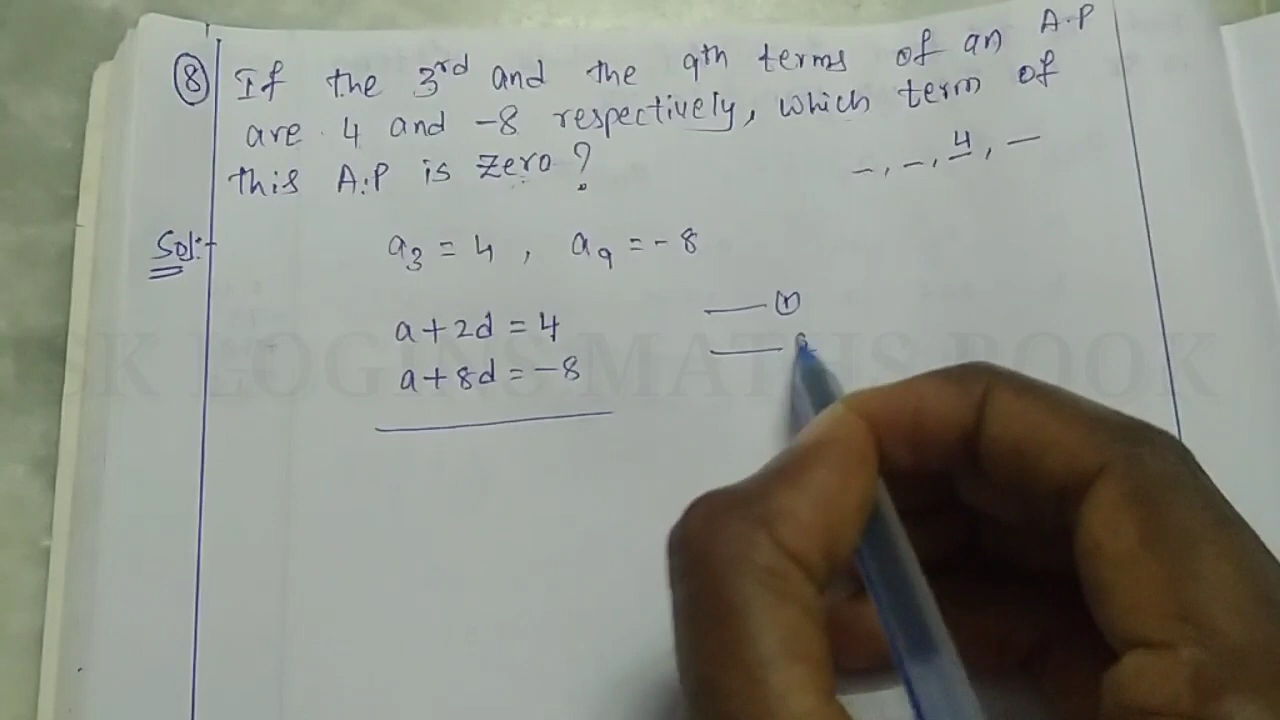 ⑧ If the 3rd and the 9th terms of an A.P
are 4 and -8 respectively, which term of
this A.P is zero?
_, _, 4, _
Sol:-
a₃ = 4 , a₉ = -8
a+2d = 4 —— ①
a+8d = -8 ——